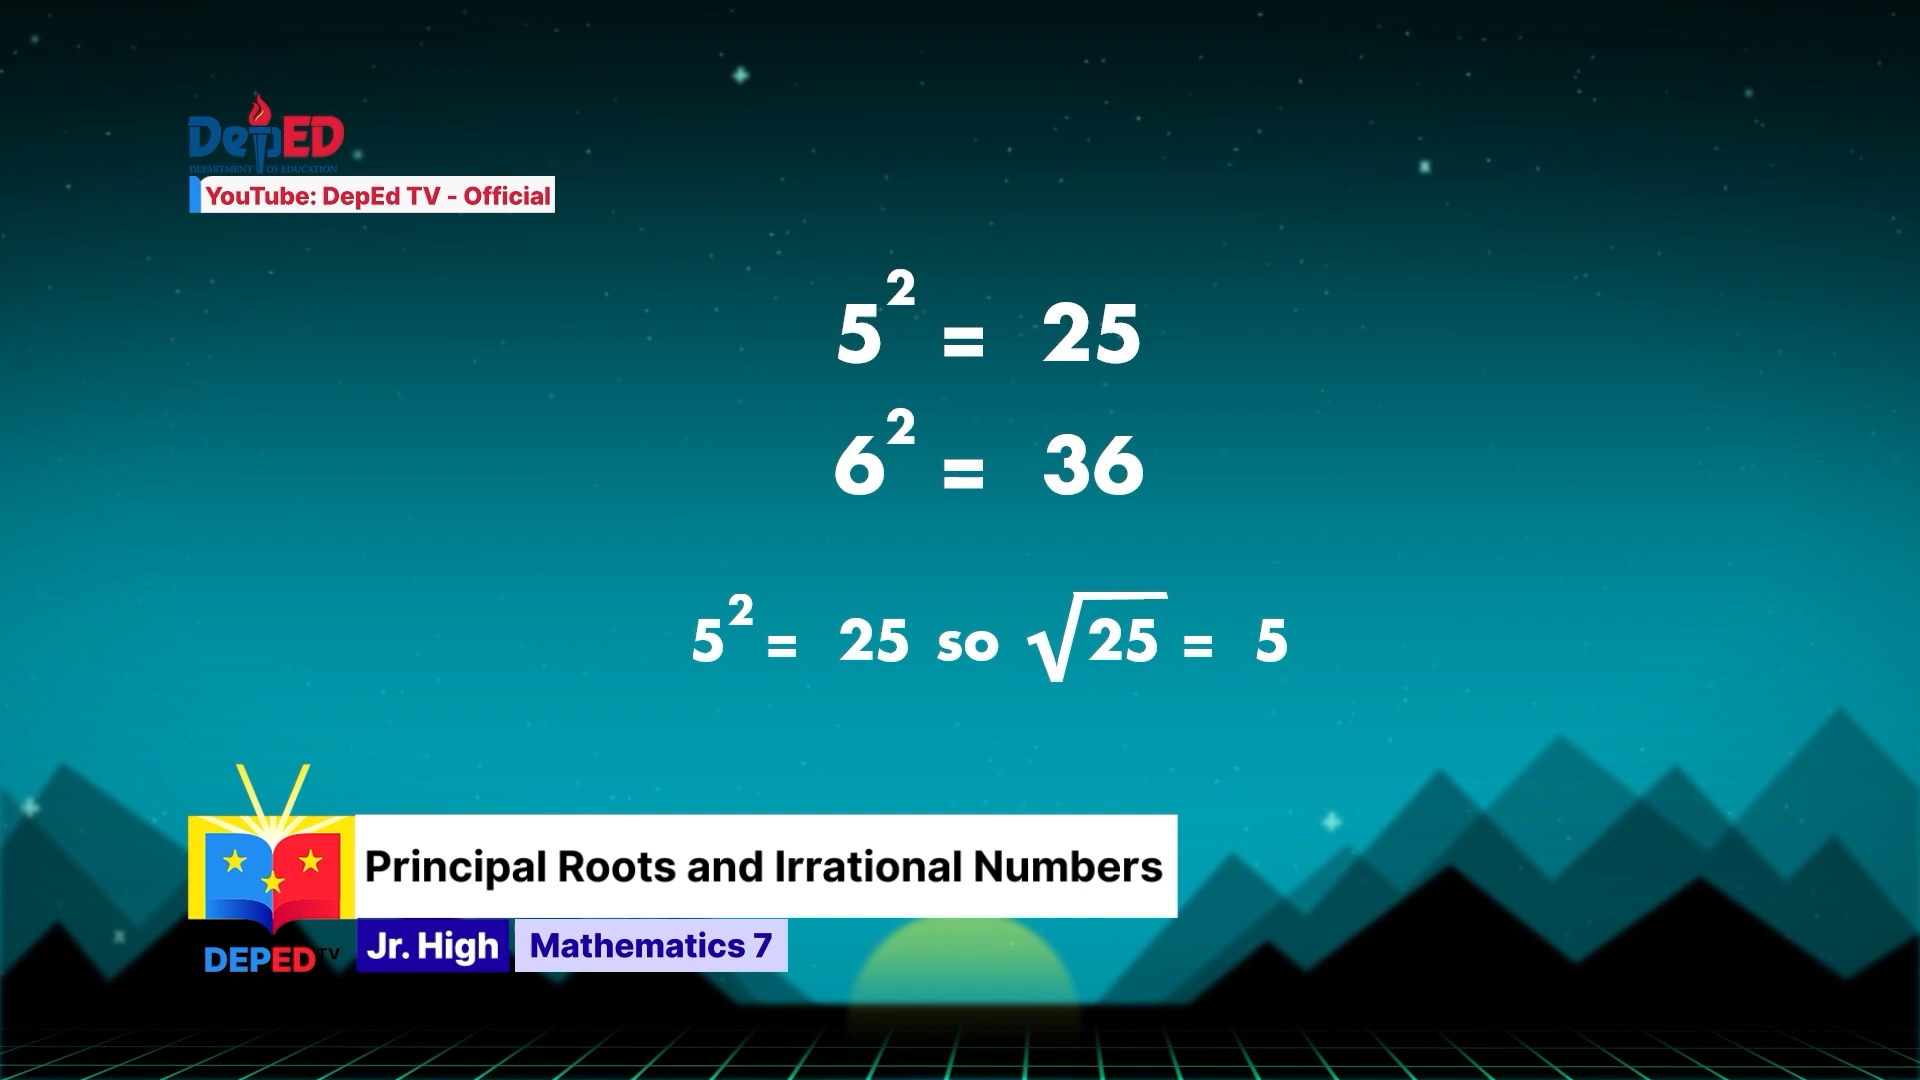 DepED
DEPARTMENT OF EDUCATION
YouTube: DepEd TV - Official
5² = 25
6² = 36
5² = 25 so √25 = 5
Principal Roots and Irrational Numbers
DEPED TV
Jr. High
Mathematics 7